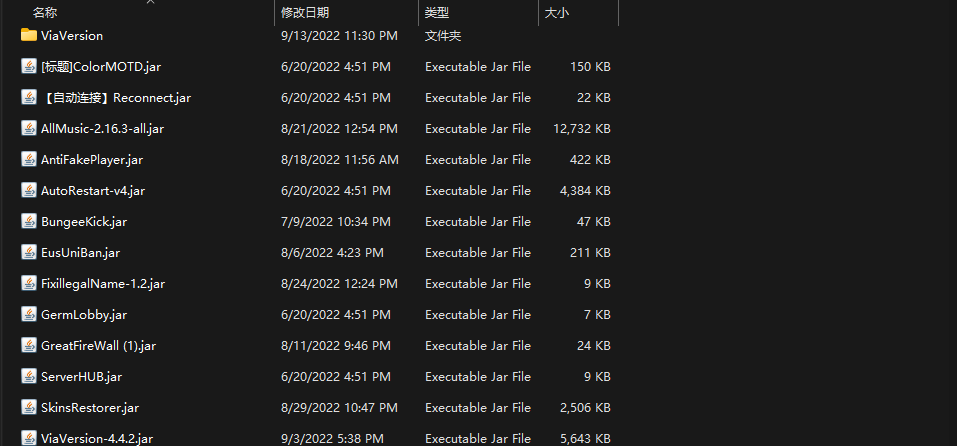 名称 修改日期 类型 大小
ViaVersion 9/13/2022 11:30 PM 文件夹
[标题]ColorMOTD.jar 6/20/2022 4:51 PM Executable Jar File 150 KB
【自动连接】Reconnect.jar 6/20/2022 4:51 PM Executable Jar File 22 KB
AllMusic-2.16.3-all.jar 8/21/2022 12:54 PM Executable Jar File 12,732 KB
AntiFakePlayer.jar 8/18/2022 11:56 AM Executable Jar File 422 KB
AutoRestart-v4.jar 6/20/2022 4:51 PM Executable Jar File 4,384 KB
BungeeKick.jar 7/9/2022 10:34 PM Executable Jar File 47 KB
EusUniBan.jar 8/6/2022 4:23 PM Executable Jar File 211 KB
FixillegalName-1.2.jar 8/24/2022 12:24 PM Executable Jar File 9 KB
GermLobby.jar 6/20/2022 4:51 PM Executable Jar File 7 KB
GreatFireWall (1).jar 8/11/2022 9:46 PM Executable Jar File 24 KB
ServerHUB.jar 6/20/2022 4:51 PM Executable Jar File 9 KB
SkinsRestorer.jar 8/29/2022 10:47 PM Executable Jar File 2,506 KB
ViaVersion-4.4.2.jar 9/3/2022 5:38 PM Executable Jar File 5,643 KB